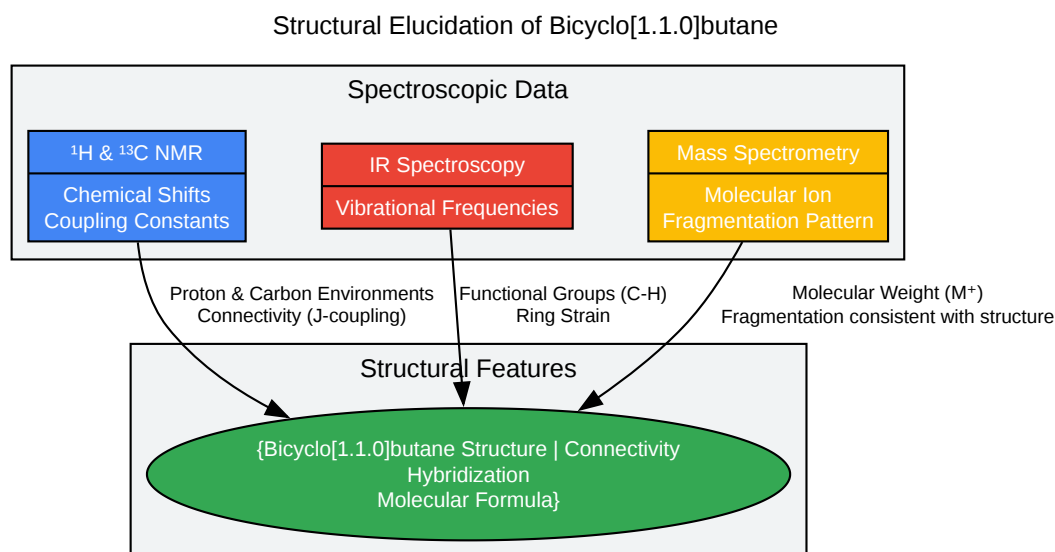 Structural Elucidation of Bicyclo[1.1.0]butane
Spectroscopic Data
¹H & ¹³C NMR
Chemical Shifts
Coupling Constants
IR Spectroscopy
Vibrational Frequencies
Mass Spectrometry
Molecular Ion
Fragmentation Pattern
Proton & Carbon Environments
Connectivity (J-coupling)
Functional Groups (C-H)
Ring Strain
Molecular Weight (M⁺)
Fragmentation consistent with structure
Structural Features
{Bicyclo[1.1.0]butane Structure | Connectivity
Hybridization
Molecular Formula}